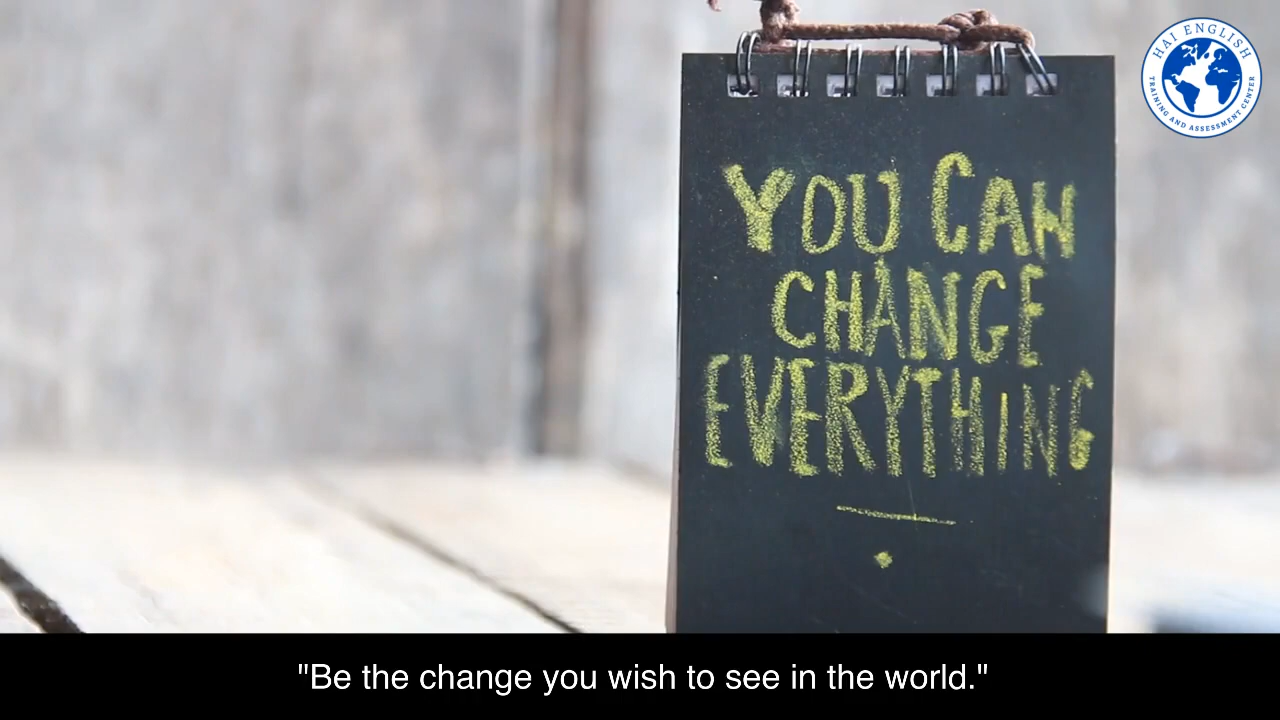 HAI ENGLISH
TRAINING AND ASSESSMENT CENTER
YOU CAN
CHANGE
EVERYTHING
"Be the change you wish to see in the world."